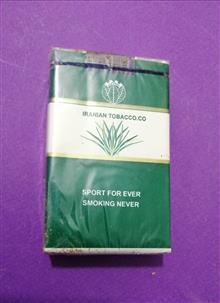 IRANIAN TOBACCO.CO
SPORT FOR EVER
SMOKING NEVER